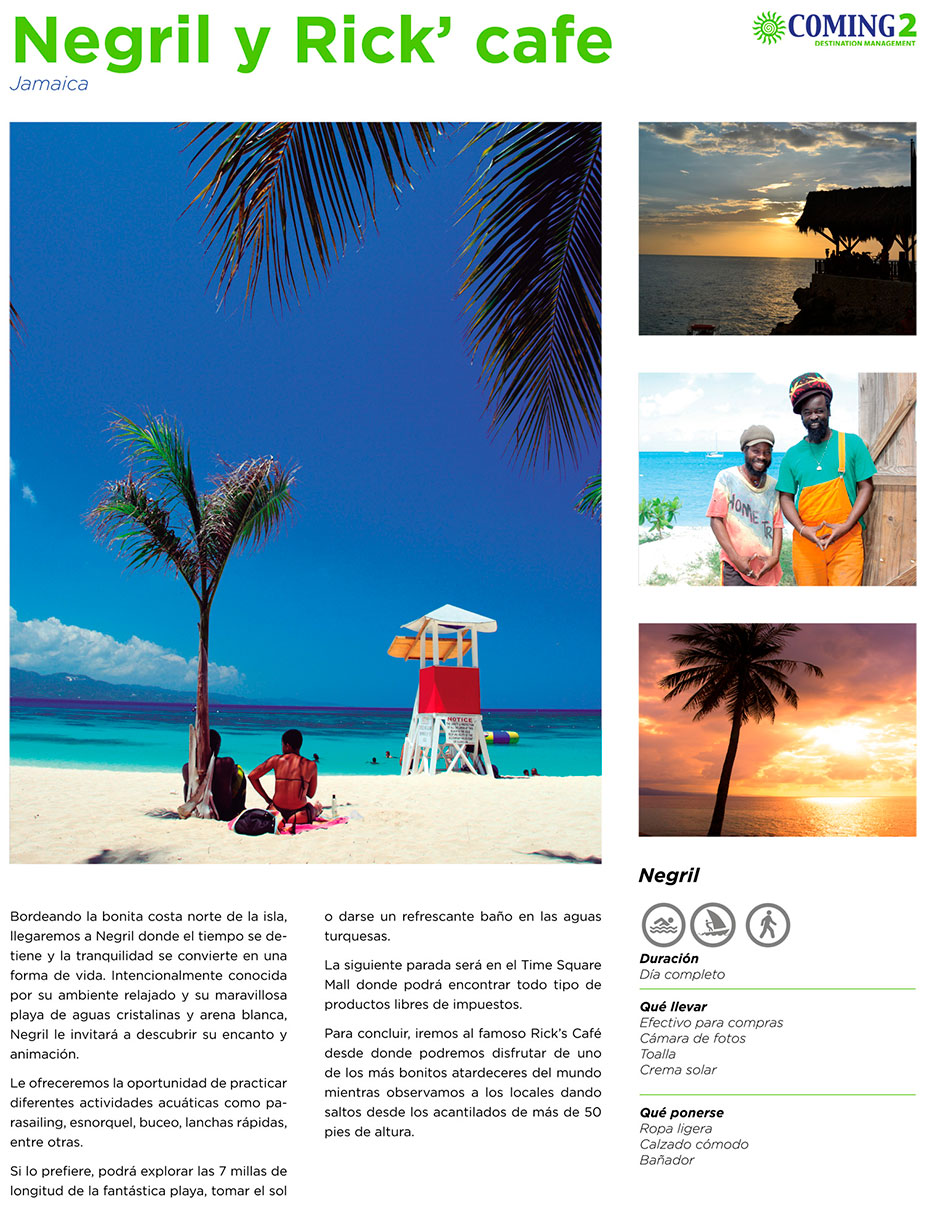 Negril y Rick’ cafe
Jamaica
COMING2
DESTINATION MANAGEMENT
NOTICE
HOME TR
Bordeando la bonita costa norte de la isla,
llegaremos a Negril donde el tiempo se de-
tiene y la tranquilidad se convierte en una
forma de vida. Intencionalmente conocida
por su ambiente relajado y su maravillosa
playa de aguas cristalinas y arena blanca,
Negril le invitará a descubrir su encanto y
animación.
Le ofreceremos la oportunidad de practicar
diferentes actividades acuáticas como pa-
rasailing, esnorquel, buceo, lanchas rápidas,
entre otras.
Si lo prefiere, podrá explorar las 7 millas de
longitud de la fantástica playa, tomar el sol
o darse un refrescante baño en las aguas
turquesas.
La siguiente parada será en el Time Square
Mall donde podrá encontrar todo tipo de
productos libres de impuestos.
Para concluir, iremos al famoso Rick’s Café
desde donde podremos disfrutar de uno
de los más bonitos atardeceres del mundo
mientras observamos a los locales dando
saltos desde los acantilados de más de 50
pies de altura.
Negril
Duración
Día completo
Qué llevar
Efectivo para compras
Cámara de fotos
Toalla
Crema solar
Qué ponerse
Ropa ligera
Calzado cómodo
Bañador